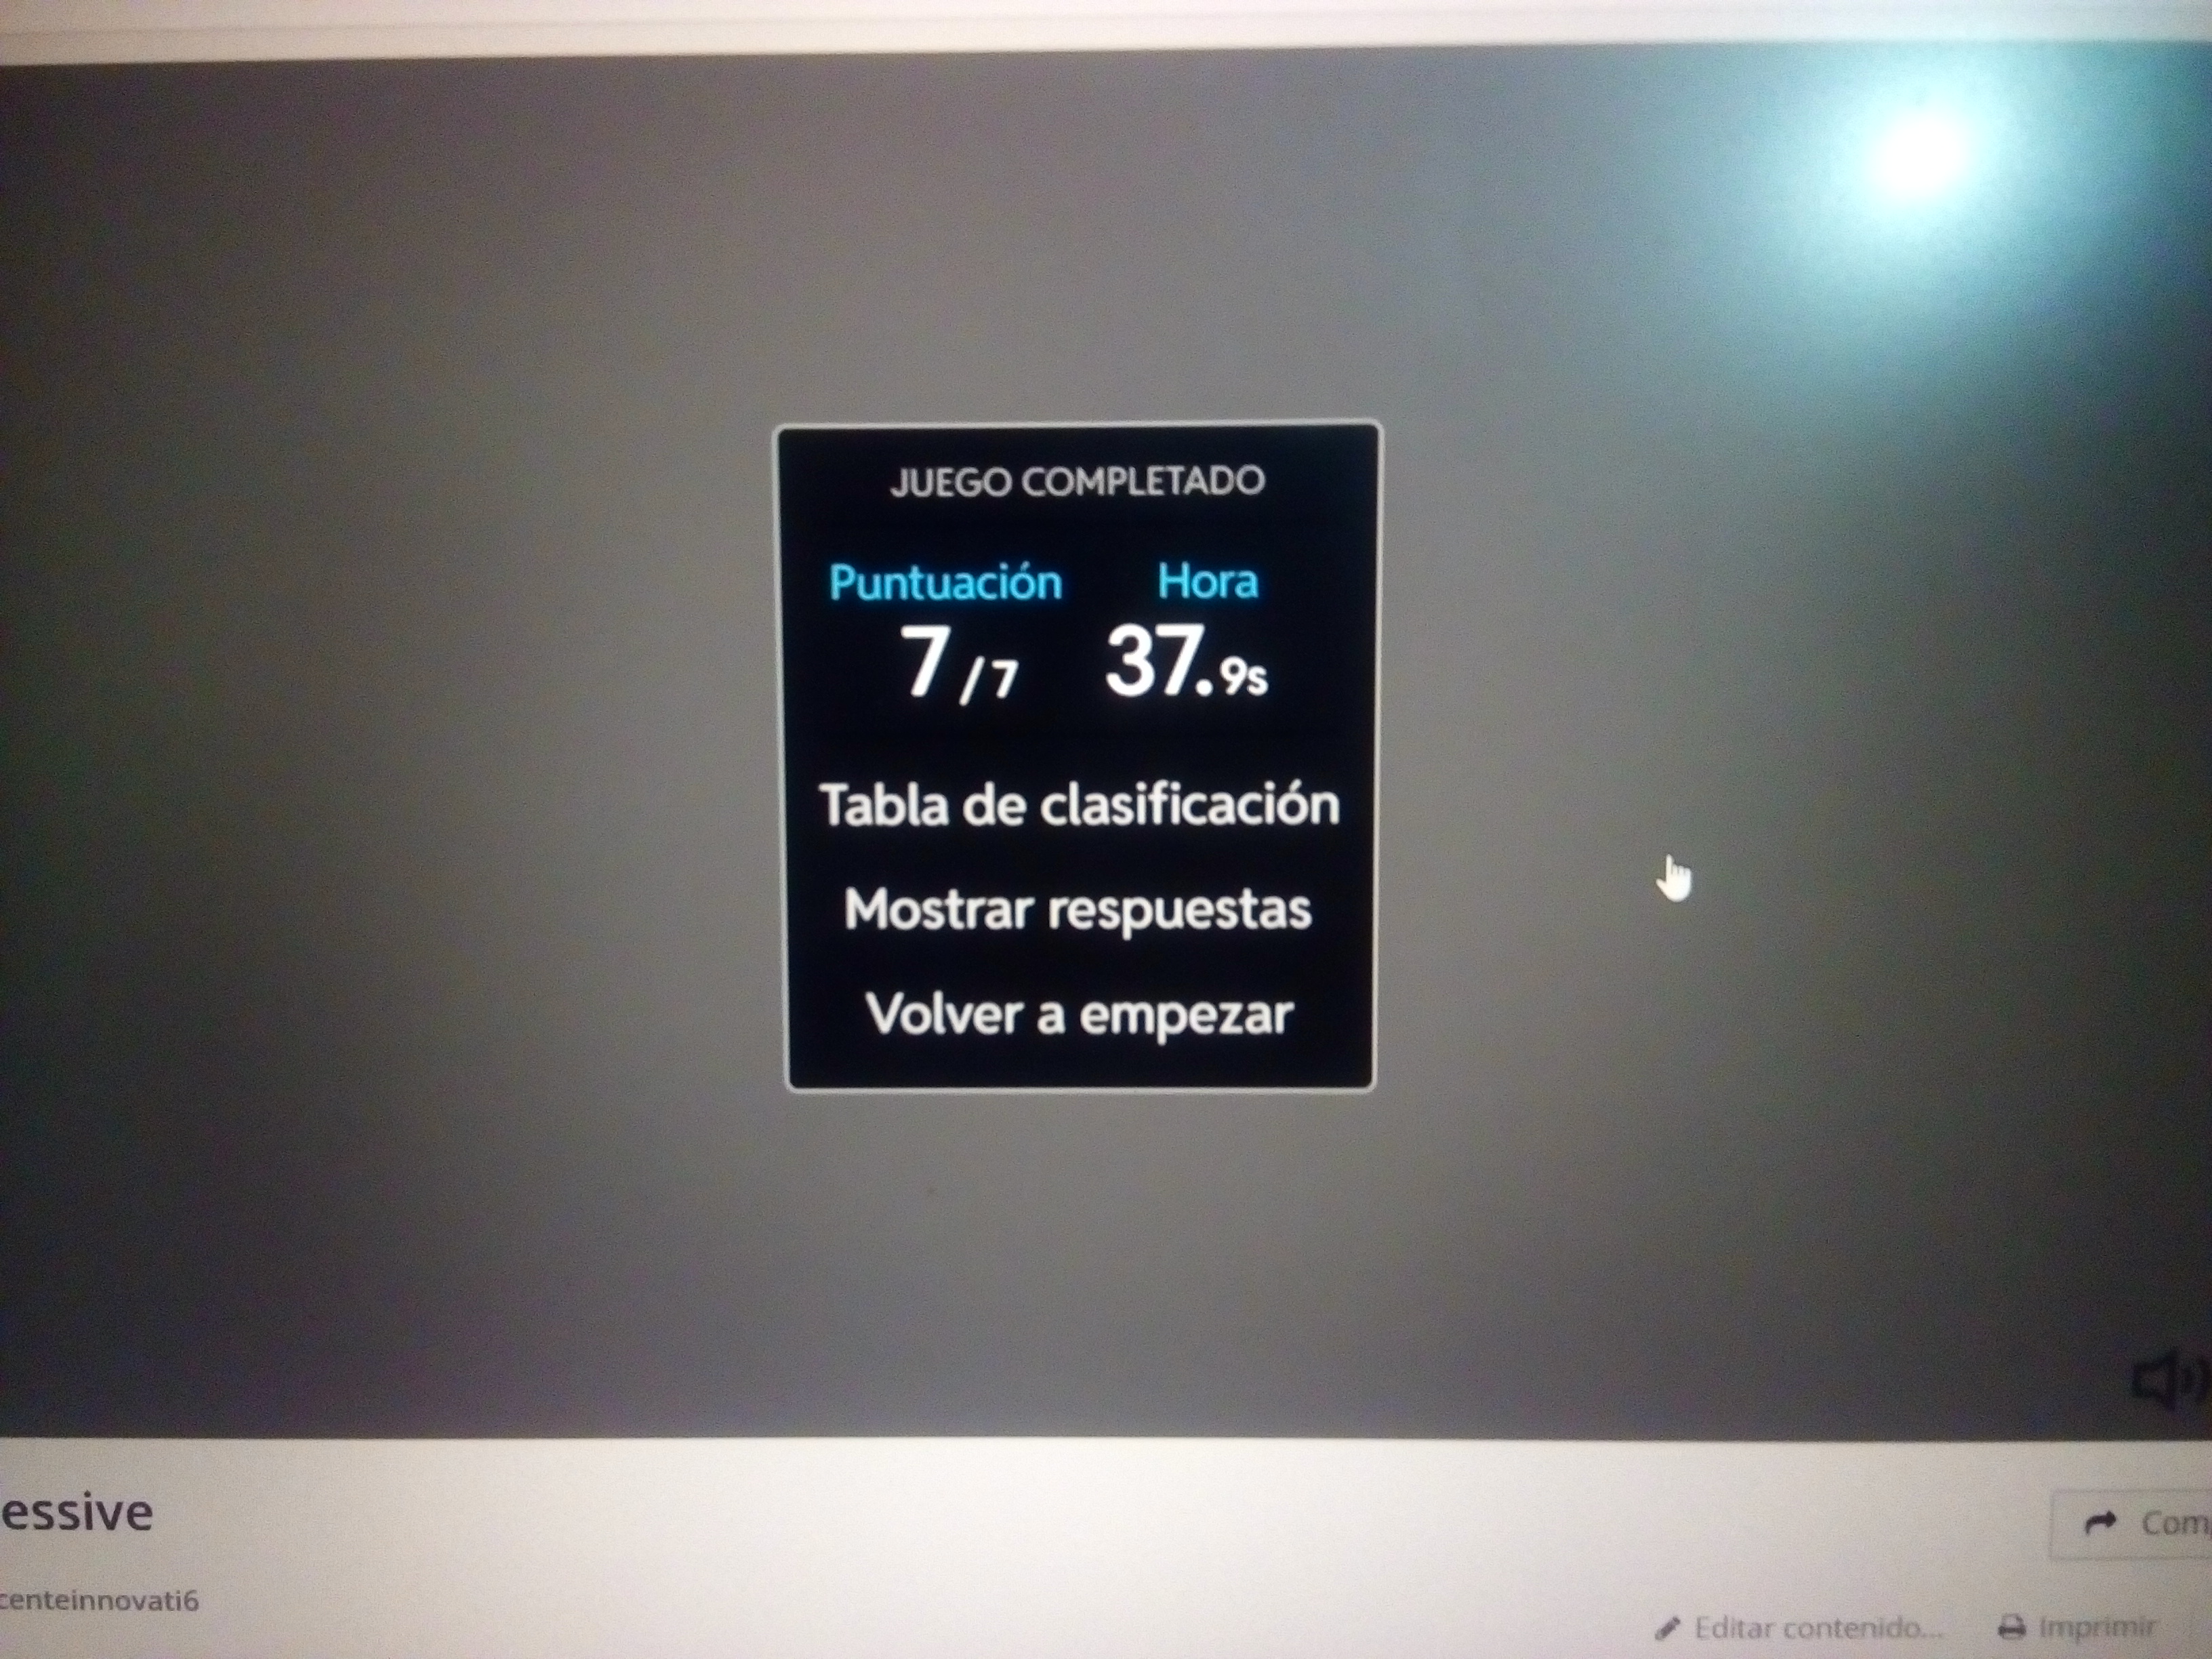 JUEGO COMPLETADO
Puntuación Hora
7/7 37.9s
Tabla de clasificación
Mostrar respuestas
Volver a empezar
essive
Com
centeinnovati6
Editar contenido...
Imprimir